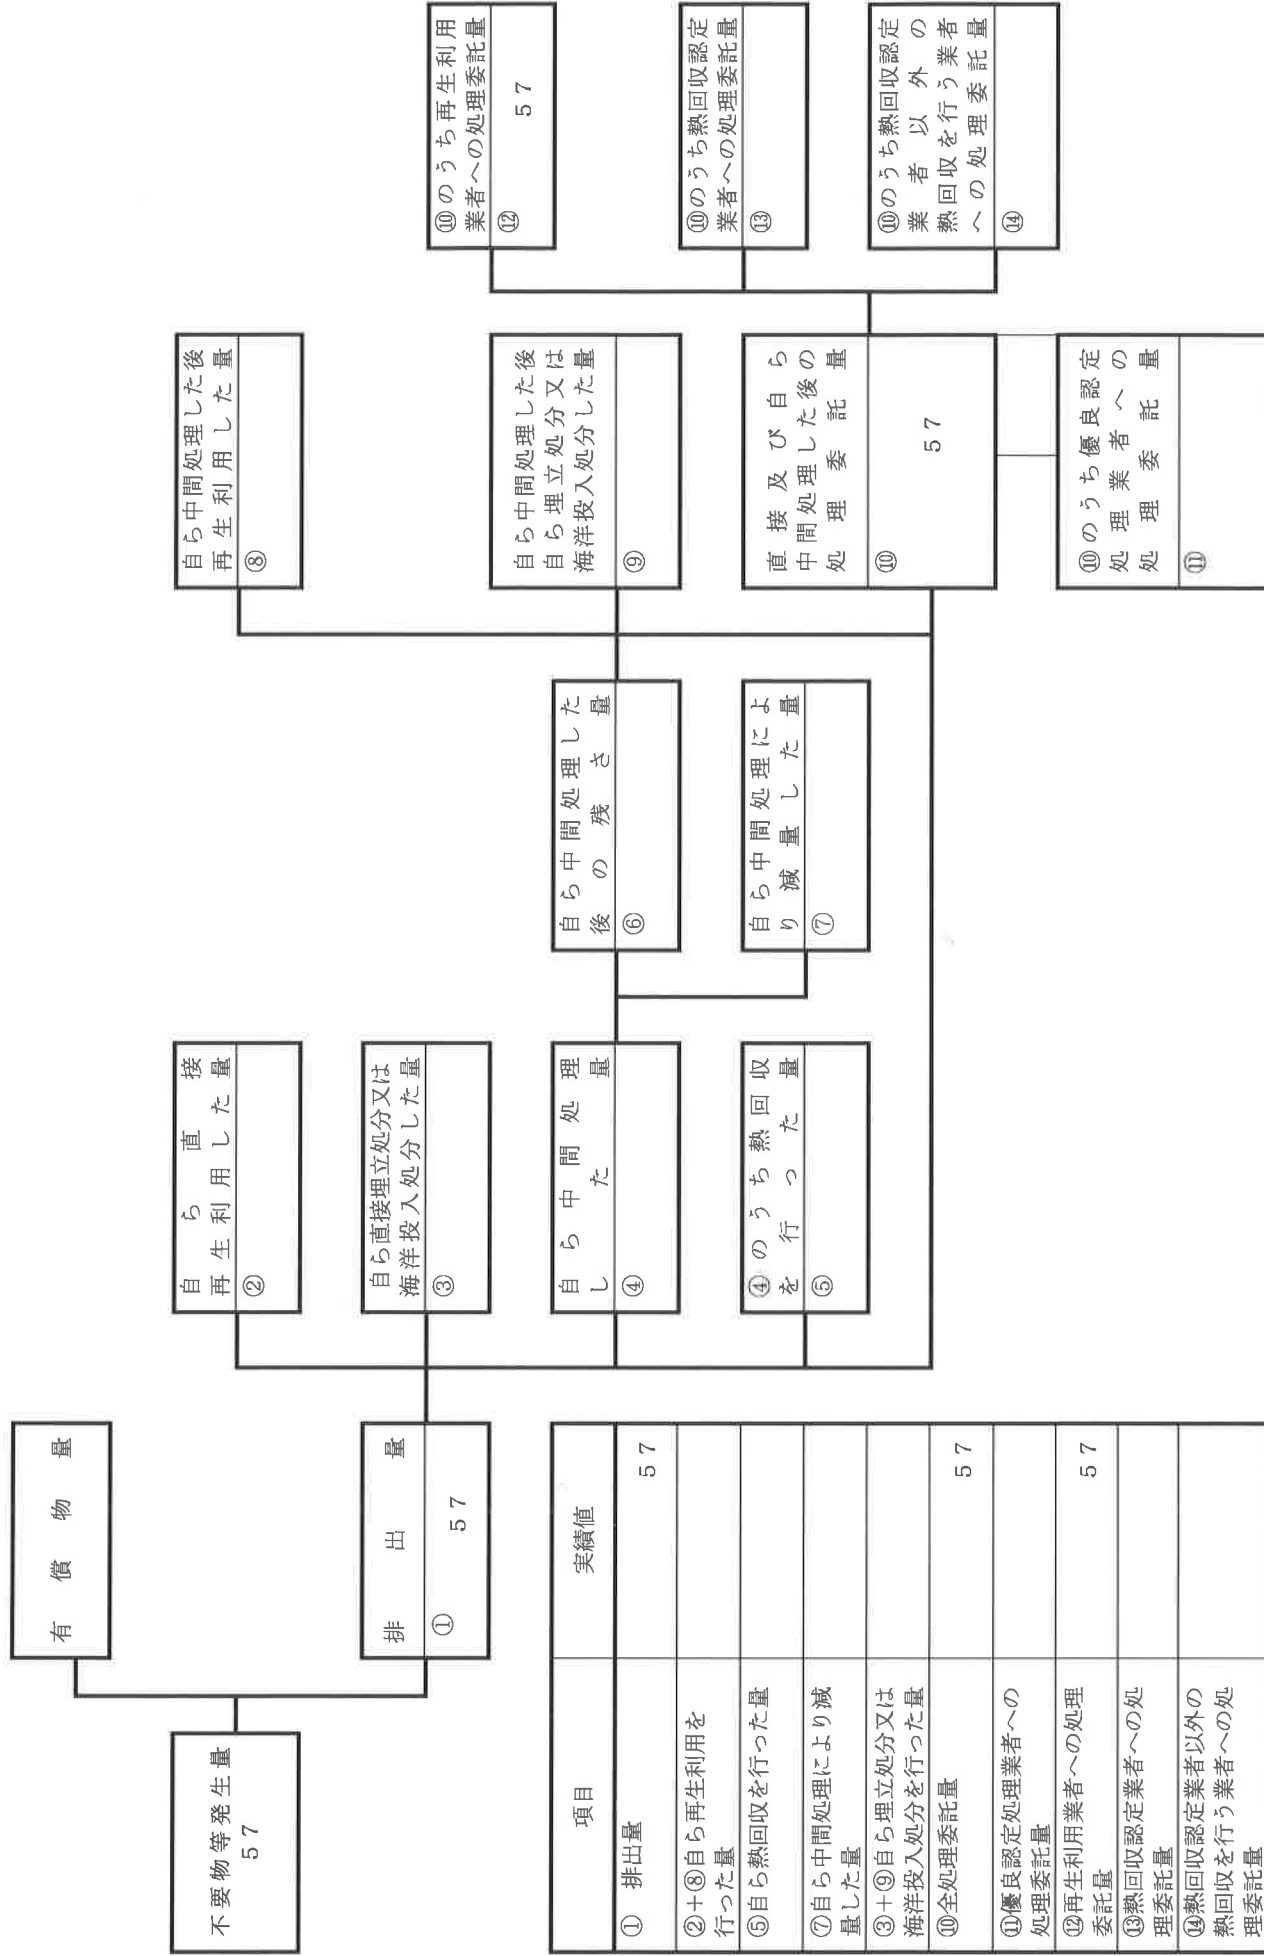 有償物量
不要物等発生量
57
排出量
① 57
自ら直接
再生利用した量
②
自ら直接埋立処分又は
海洋投入処分した量
③
自ら中間処理
した量
④
④のうち熱回収
を行った量
⑤
自ら中間処理した
後の残さ量
⑥
自ら中間処理によ
り減量した量
⑦
自ら中間処理した後
再生利用した量
⑧
自ら中間処理した後
自ら埋立処分又は
海洋投入処分した量
⑨
直接及び自ら
中間処理した後の
処理委託量
⑩
57
⑩のうち優良認定
処理業者への
処理委託量
⑪
⑩のうち再生利用
業者への処理委託量
⑫
57
⑩のうち熱回収認定
業者への処理委託量
⑬
⑩のうち熱回収認定
業者以外の
熱回収を行う業者
への処理委託量
⑭
項目 実績値
① 排出量 57
②+⑧自ら再生利用を
行った量
⑤自ら熱回収を行った量
⑦自ら中間処理により減
量した量
③+⑨自ら埋立処分又は
海洋投入処分を行った量
⑩全処理委託量 57
⑪優良認定処理業者への
処理委託量
⑫再生利用業者への処理
委託量 57
⑬熱回収認定業者への処
理委託量
⑭熱回収認定業者以外の
熱回収を行う業者への処
理委託量